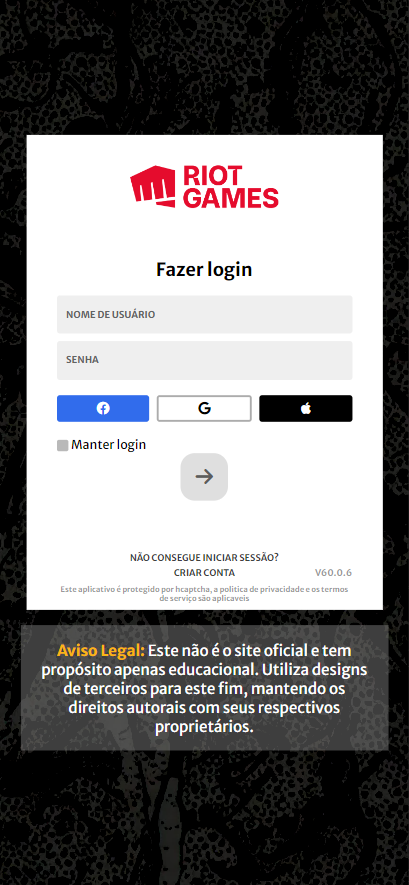 RIOT
GAMES
Fazer login
NOME DE USUÁRIO
SENHA
Manter login
NÃO CONSEGUE INICIAR SESSÃO?
CRIAR CONTA
V60.0.6
Este aplicativo é protegido por hcaptcha, a politica de privacidade e os termos
de serviço são aplicaveis
Aviso Legal: Este não é o site oficial e tem
propósito apenas educacional. Utiliza designs
de terceiros para este fim, mantendo os
direitos autorais com seus respectivos
proprietários.